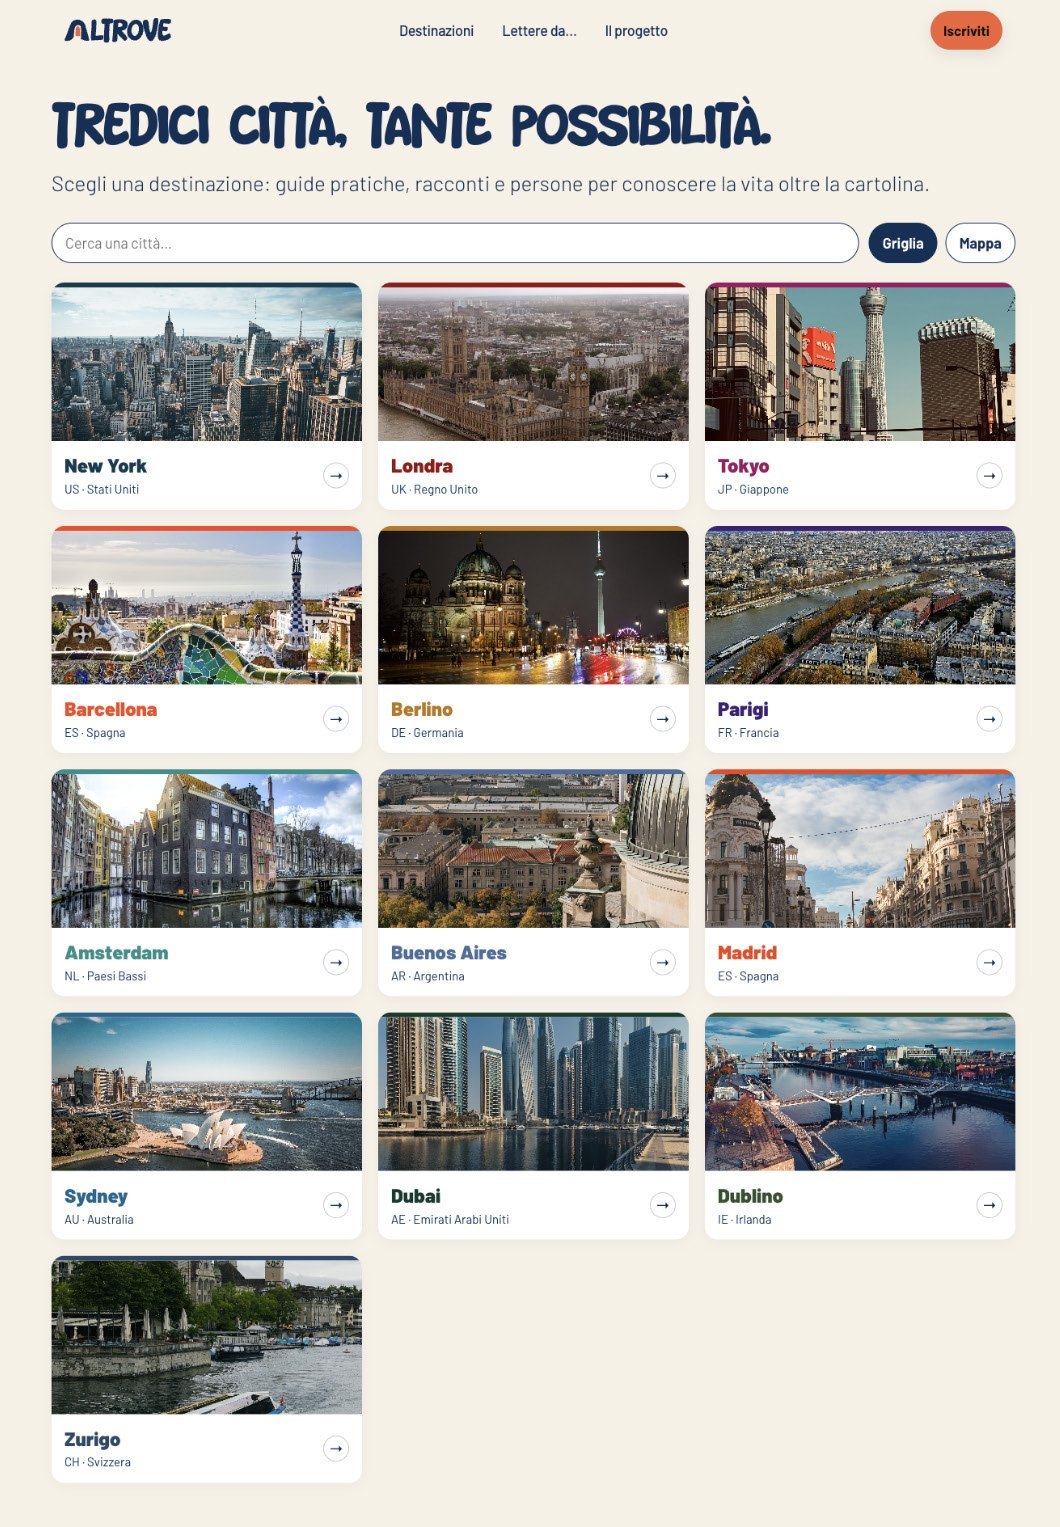 ALTROVE
Destinazioni
Lettere da...
Il progetto
Iscriviti
TREDICI CITTÀ, TANTE POSSIBILITÀ.
Scegli una destinazione: guide pratiche, racconti e persone per conoscere la vita oltre la cartolina.
Cerca una città...
Griglia
Mappa
New York
US · Stati Uniti
→
Londra
UK · Regno Unito
→
Tokyo
JP · Giappone
→
Barcellona
ES · Spagna
→
Berlino
DE · Germania
→
Parigi
FR · Francia
→
Amsterdam
NL · Paesi Bassi
→
Buenos Aires
AR · Argentina
→
Madrid
ES · Spagna
→
Sydney
AU · Australia
→
Dubai
AE · Emirati Arabi Uniti
→
Dublino
IE · Irlanda
→
Zurigo
CH · Svizzera
→